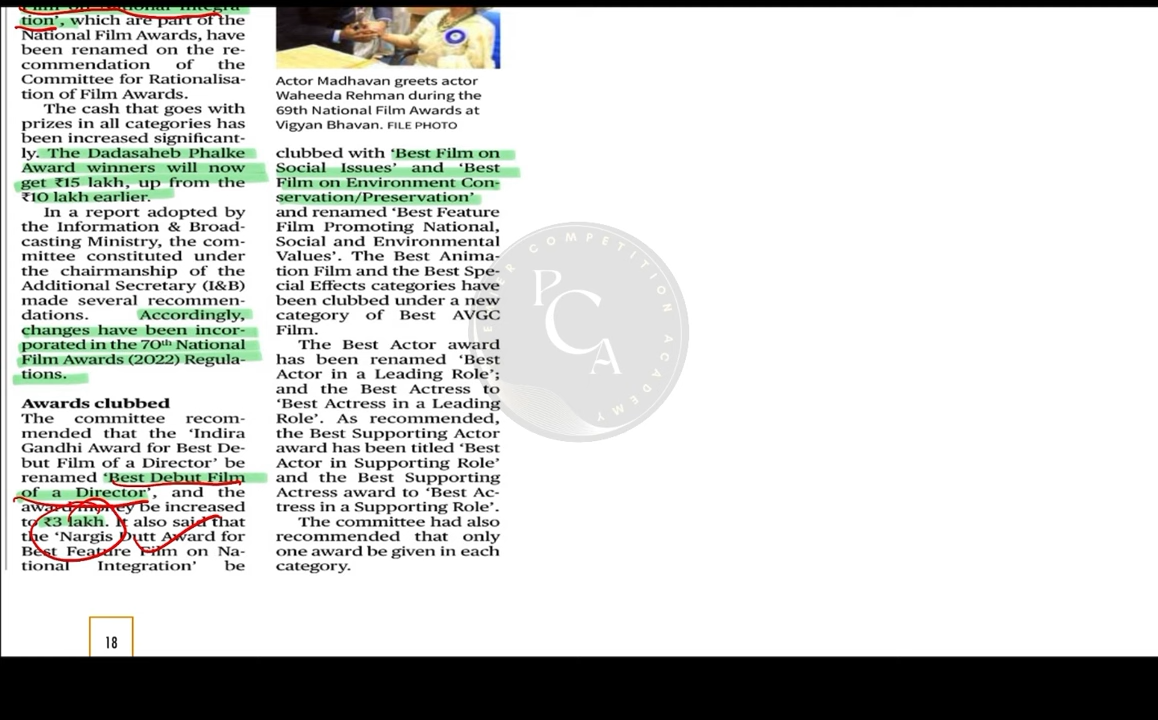 Film on National Integra-
tion’, which are part of the
National Film Awards, have
been renamed on the re-
commendation of the
Committee for Rationalisa-
tion of Film Awards.
The cash that goes with
prizes in all categories has
been increased significant-
ly. The Dadasaheb Phalke
Award winners will now
get ₹15 lakh, up from the
₹10 lakh earlier.
In a report adopted by
the Information & Broad-
casting Ministry, the com-
mittee constituted under
the chairmanship of the
Additional Secretary (I&B)
made several recommen-
dations. Accordingly,
changes have been incor-
porated in the 70th National
Film Awards (2022) Regula-
tions.
Awards clubbed
The committee recom-
mended that the ‘Indira
Gandhi Award for Best De-
but Film of a Director’ be
renamed ‘Best Debut Film
of a Director’, and the
award money be increased
to ₹3 lakh. It also said that
the ‘Nargis Dutt Award for
Best Feature Film on Na-
tional Integration’ be
Actor Madhavan greets actor
Waheeda Rehman during the
69th National Film Awards at
Vigyan Bhavan. FILE PHOTO
clubbed with ‘Best Film on
Social Issues’ and ‘Best
Film on Environment Con-
servation/Preservation’
and renamed ‘Best Feature
Film Promoting National,
Social and Environmental
Values’. The Best Anima-
tion Film and the Best Spe-
cial Effects categories have
been clubbed under a new
category of Best AVGC
Film.
The Best Actor award
has been renamed ‘Best
Actor in a Leading Role’;
and the Best Actress to
‘Best Actress in a Leading
Role’. As recommended,
the Best Supporting Actor
award has been titled ‘Best
Actor in Supporting Role’
and the Best Supporting
Actress award to ‘Best Ac-
tress in a Supporting Role’.
The committee had also
recommended that only
one award be given in each
category.
COMPETITION ACADEMY
PCA
18